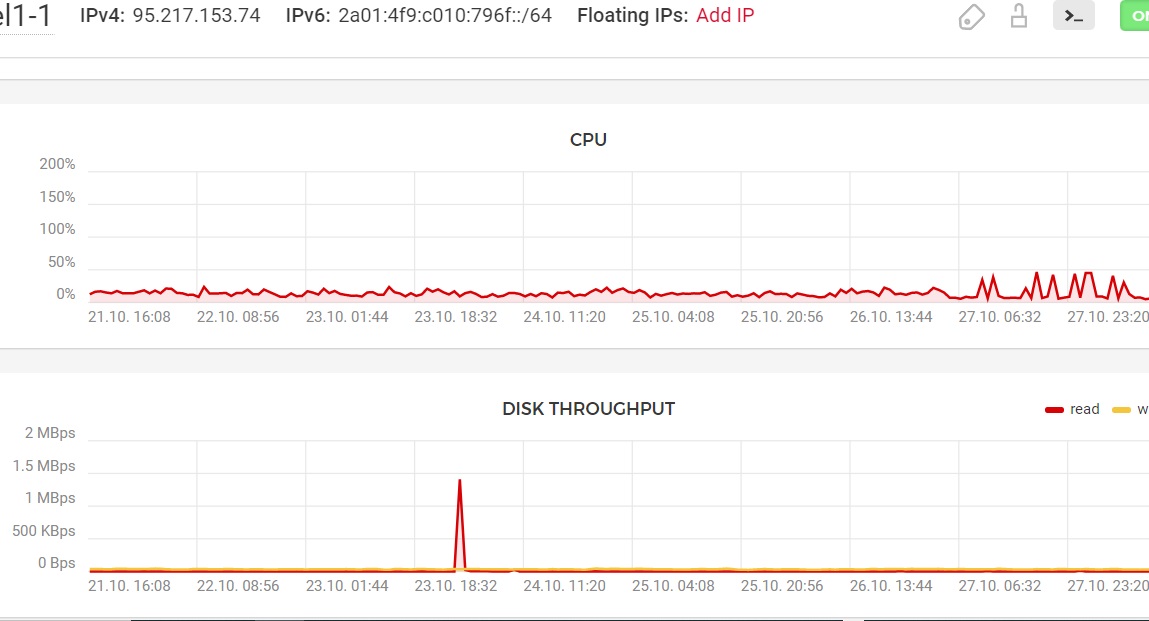 el1-1 IPv4: 95.217.153.74 IPv6: 2a01:4f9:c010:796f::/64 Floating IPs: Add IP >_
CPU
200%
150%
100%
50%
0%
21.10. 16:08 22.10. 08:56 23.10. 01:44 23.10. 18:32 24.10. 11:20 25.10. 04:08 25.10. 20:56 26.10. 13:44 27.10. 06:32 27.10. 23:20
DISK THROUGHPUT
read w
2 MBps
1.5 MBps
1 MBps
500 KBps
0 Bps
21.10. 16:08 22.10. 08:56 23.10. 01:44 23.10. 18:32 24.10. 11:20 25.10. 04:08 25.10. 20:56 26.10. 13:44 27.10. 06:32 27.10. 23:20